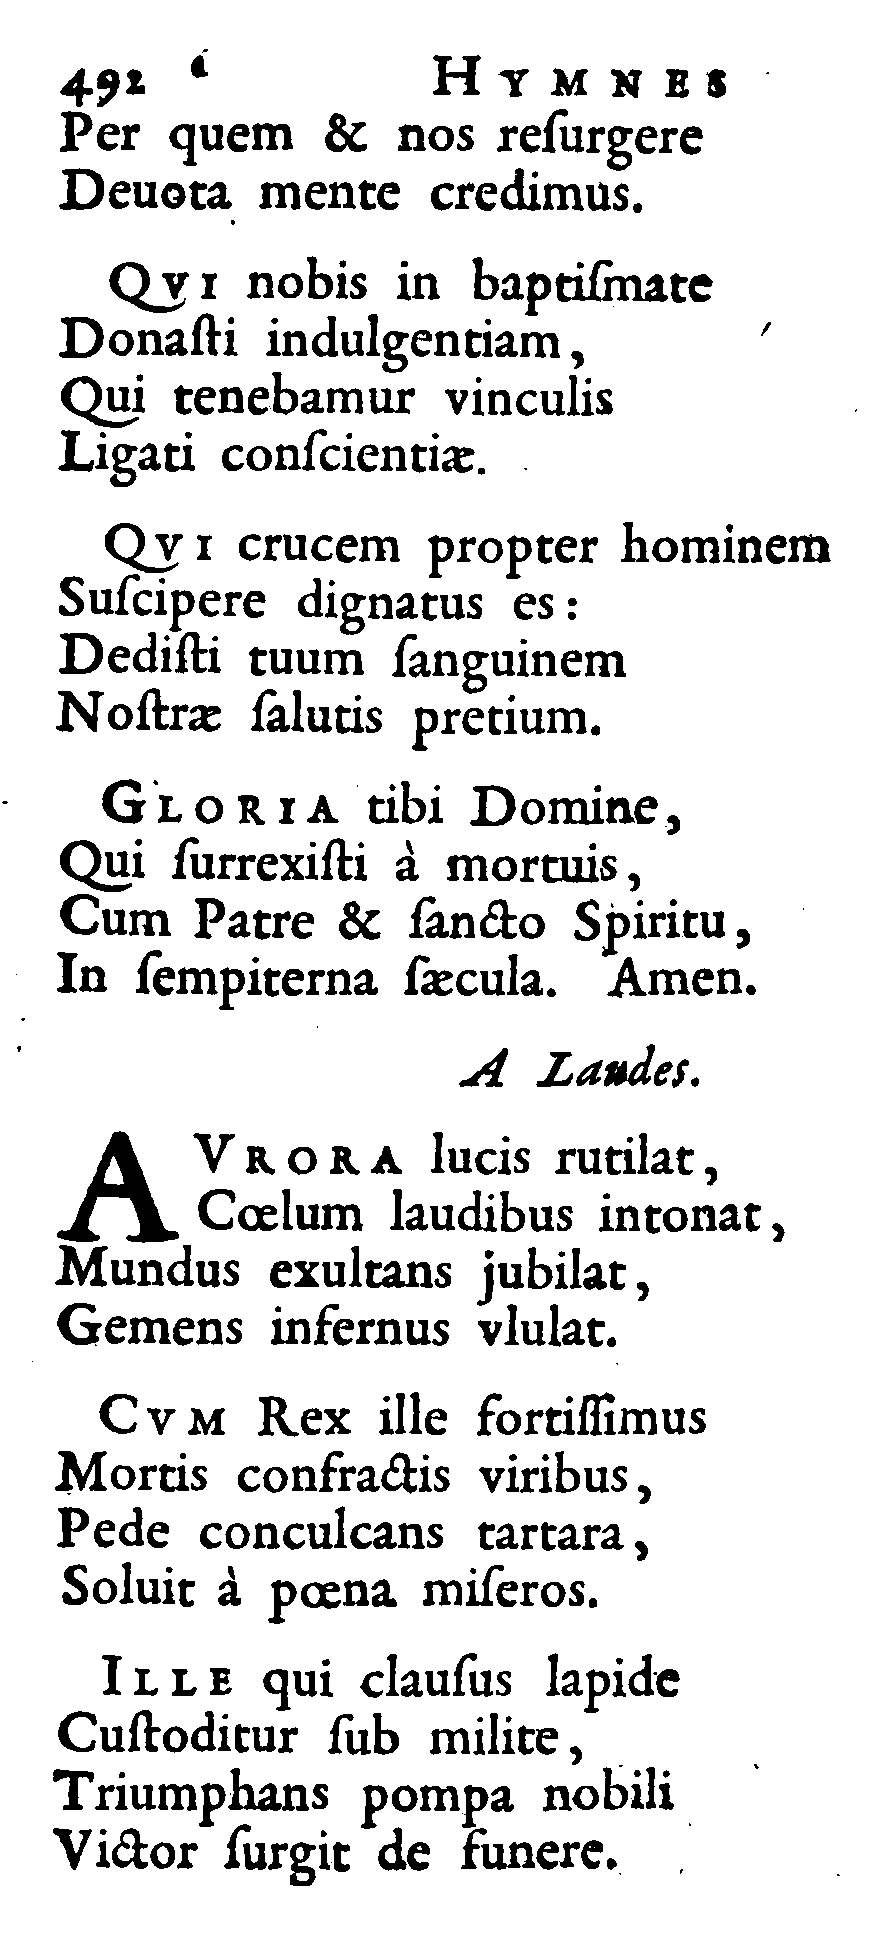 492 HYMNES
Per quem & nos reſurgere
Deuota mente credimus.
QVI nobis in baptiſmate
Donaſti indulgentiam,
Qui tenebamur vinculis
Ligati conſcientiæ.
QVI crucem propter hominem
Suſcipere dignatus es:
Dediſti tuum ſanguinem
Noſtræ ſalutis pretium.
GLORIA tibi Domine,
Qui ſurrexiſti à mortuis,
Cum Patre & ſancto Spiritu,
In ſempiterna ſæcula. Amen.
A Laudes.
AVRORA lucis rutilat,
Cœlum laudibus intonat,
Mundus exultans jubilat,
Gemens infernus vlulat.
CVM Rex ille fortiſſimus
Mortis confractis viribus,
Pede conculcans tartara,
Soluit à pœna miſeros.
ILLE qui clauſus lapide
Cuſtoditur ſub milite,
Triumphans pompa nobili
Victor ſurgit de funere.